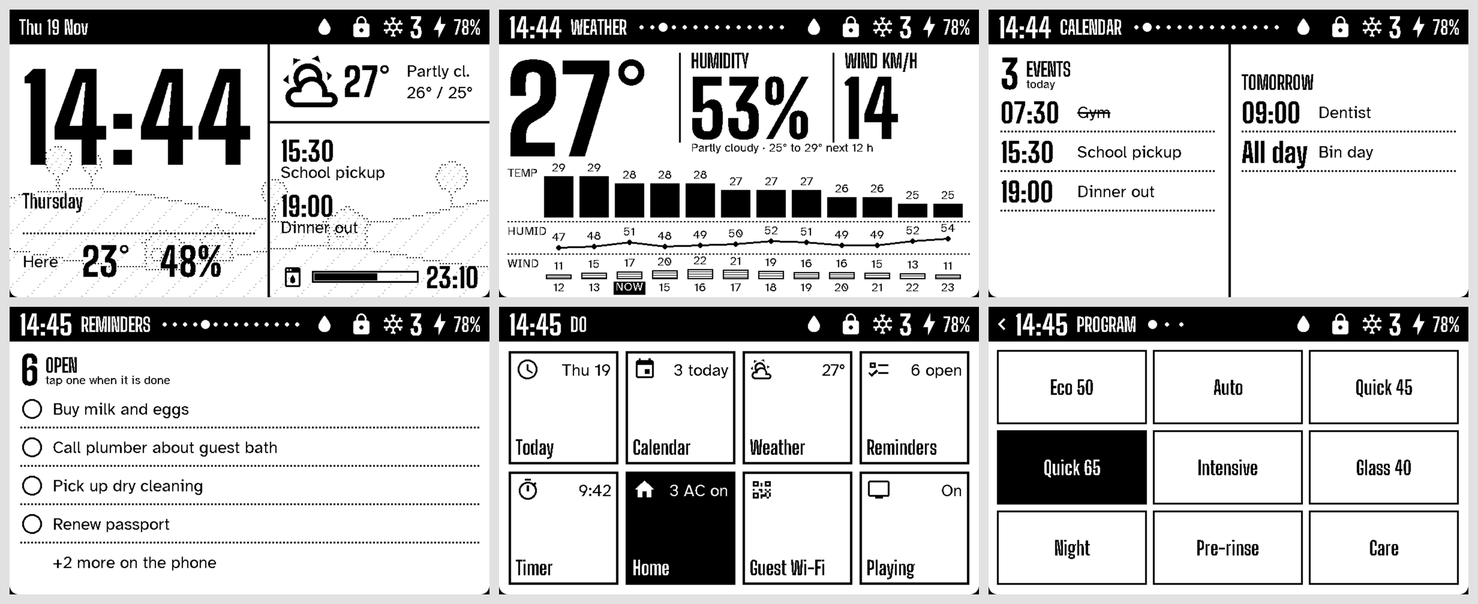 Thu 19 Nov
3
78%
14:44
27°
Partly cl.
26° / 25°
15:30
School pickup
Thursday
19:00
Dinner out
Here
23°
48%
23:10
14:44 WEATHER
3
78%
27°
HUMIDITY
53%
WIND KM/H
14
Partly cloudy · 25° to 29° next 12 h
TEMP
29 29 28 28 28 27 27 27 26 26 25 25
HUMID
47 48 51 48 49 50 52 51 49 49 52 54
WIND
11 15 17 20 22 21 19 16 16 15 13 11
12 13 NOW 15 16 17 18 19 20 21 22 23
14:44 CALENDAR
3
78%
3 EVENTS
today
07:30 Gym
15:30 School pickup
19:00 Dinner out
TOMORROW
09:00 Dentist
All day Bin day
14:45 REMINDERS
3
78%
6 OPEN
tap one when it is done
Buy milk and eggs
Call plumber about guest bath
Pick up dry cleaning
Renew passport
+2 more on the phone
14:45 DO
3
78%
Thu 19
Today
3 today
Calendar
27°
Weather
6 open
Reminders
9:42
Timer
3 AC on
Home
Guest Wi-Fi
On
Playing
14:45 PROGRAM
3
78%
Eco 50
Auto
Quick 45
Quick 65
Intensive
Glass 40
Night
Pre-rinse
Care